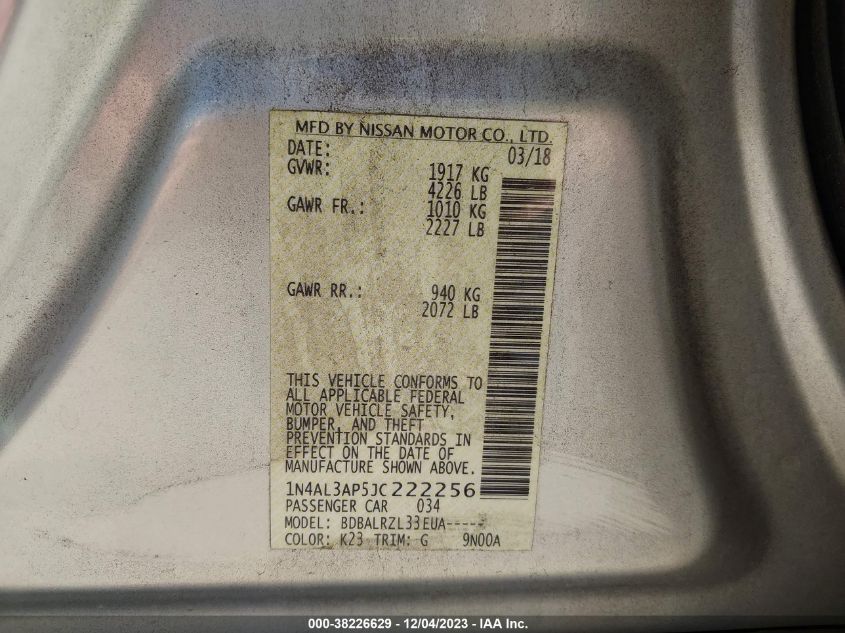 MFD BY NISSAN MOTOR CO., LTD.
DATE: 03/18
GVWR: 1917 KG
4226 LB
GAWR FR.: 1010 KG
2227 LB
GAWR RR.: 940 KG
2072 LB
THIS VEHICLE CONFORMS TO
ALL APPLICABLE FEDERAL
MOTOR VEHICLE SAFETY,
BUMPER, AND THEFT
PREVENTION STANDARDS IN
EFFECT ON THE DATE OF
MANUFACTURE SHOWN ABOVE.
1N4AL3AP5JC222256
PASSENGER CAR 034
MODEL: BDBALRZL33EUA-----
COLOR: K23 TRIM: G 9N00A
000-38226629 - 12/04/2023 - IAA Inc.